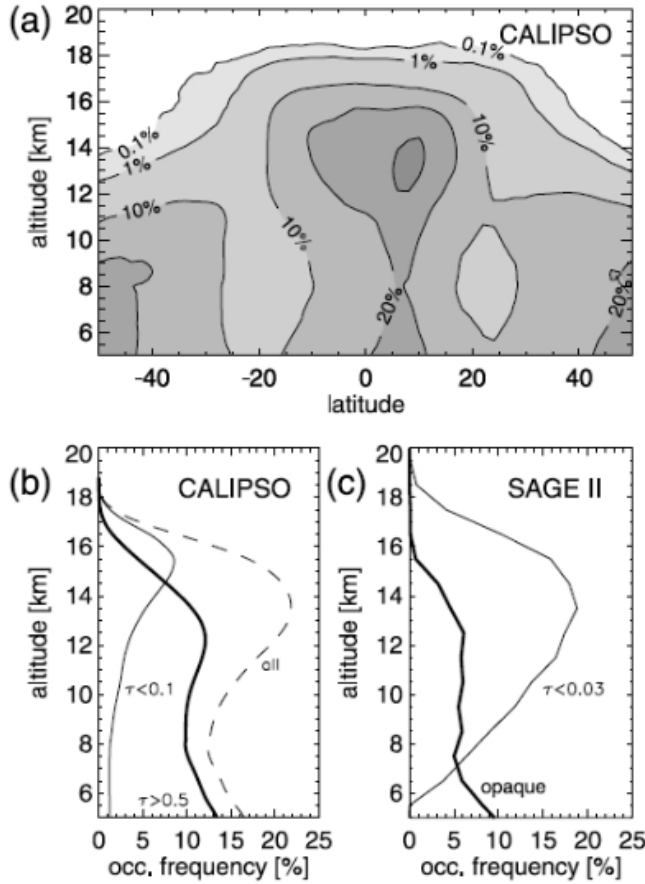 (a)
CALIPSO
0.1%
1%
10%
0.1%
1%
10%
10%
10%
20%
20%
altitude [km]
20
18
16
14
12
10
8
6
-40 -20 0 20 40
latitude
(b)
CALIPSO
altitude [km]
20
18
16
14
12
10
8
6
all
τ<0.1
τ>0.5
0 5 10 15 20 25
occ. frequency [%]
(c)
SAGE II
altitude [km]
20
18
16
14
12
10
8
6
τ<0.03
opaque
0 5 10 15 20 25
occ. frequency [%]